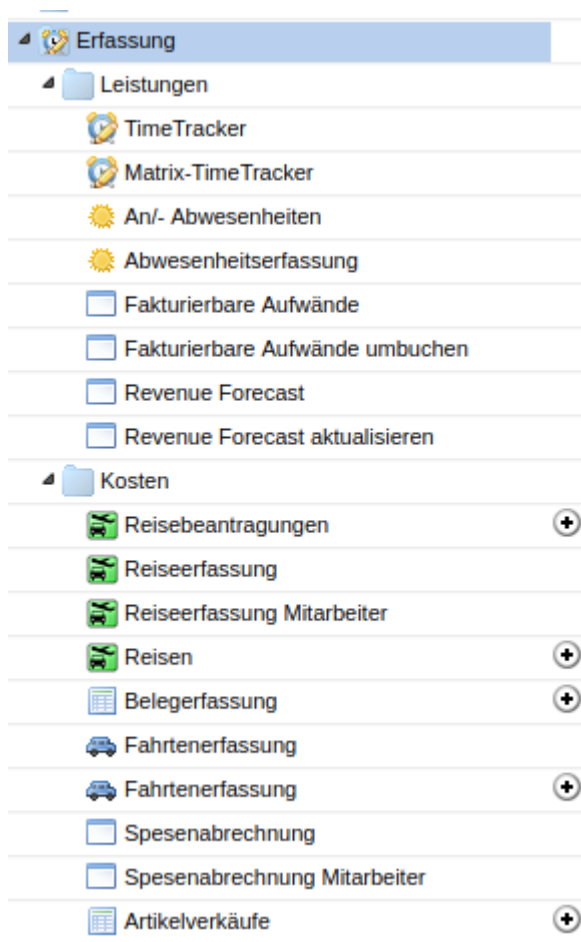 Erfassung
Leistungen
TimeTracker
Matrix-TimeTracker
An/- Abwesenheiten
Abwesenheitserfassung
Fakturierbare Aufwände
Fakturierbare Aufwände umbuchen
Revenue Forecast
Revenue Forecast aktualisieren
Kosten
Reisebeantragungen
Reiseerfassung
Reiseerfassung Mitarbeiter
Reisen
Belegerfassung
Fahrtenerfassung
Fahrtenerfassung
Spesenabrechnung
Spesenabrechnung Mitarbeiter
Artikelverkäufe